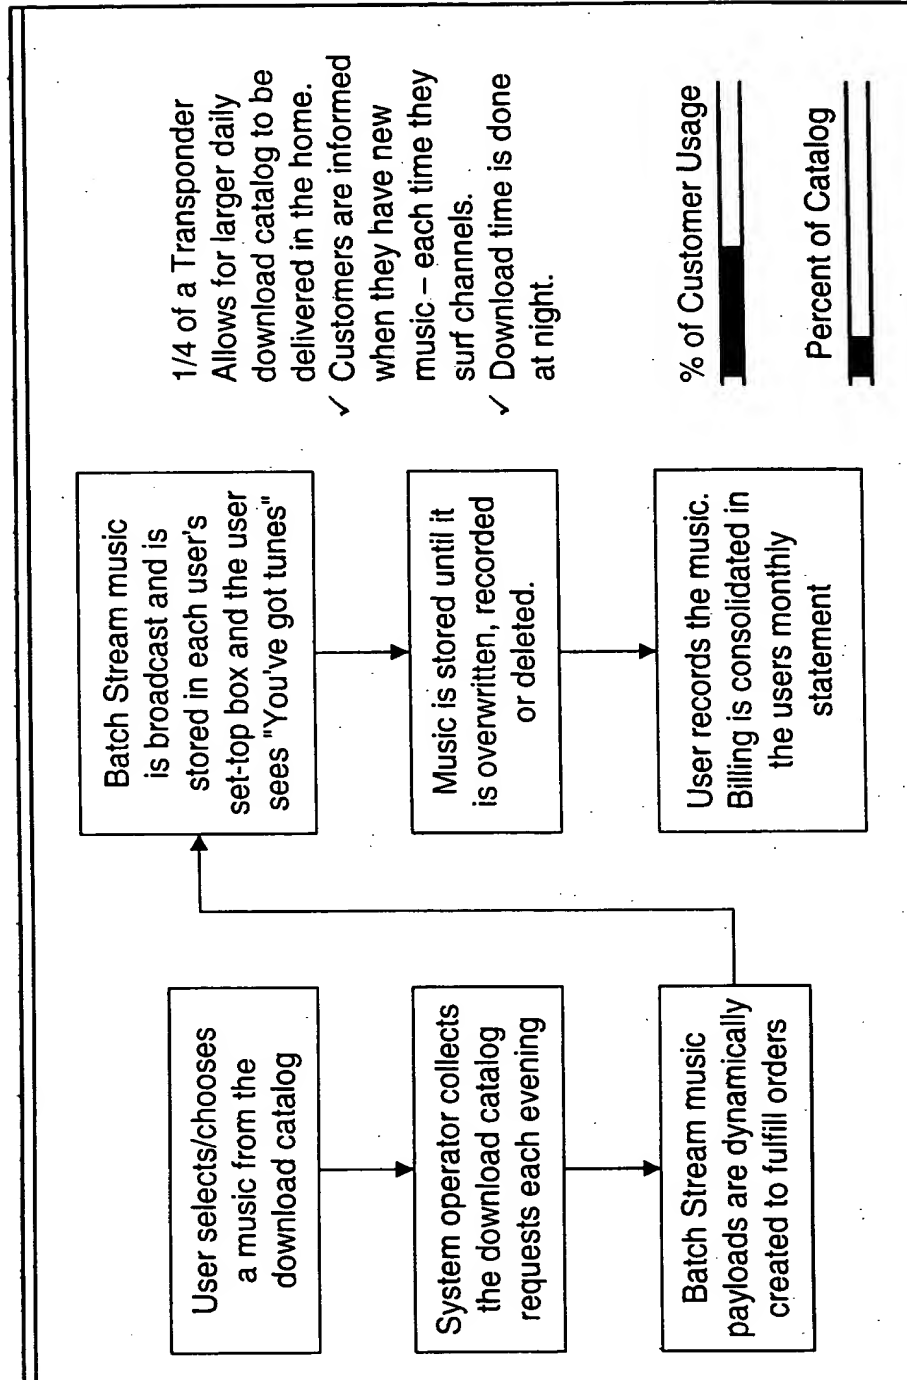 User selects/chooses
a music from the
download catalog
System operator collects
the download catalog
requests each evening
Batch Stream music
payloads are dynamically
created to fulfill orders
Batch Stream music
is broadcast and is
stored in each user's
set-top box and the user
sees "You've got tunes"
Music is stored until it
is overwritten, recorded
or deleted.
User records the music.
Billing is consolidated in
the users monthly
statement
1/4 of a Transponder
Allows for larger daily
download catalog to be
delivered in the home.
✓ Customers are informed
when they have new
music – each time they
surf channels.
✓ Download time is done
at night.
% of Customer Usage
Percent of Catalog